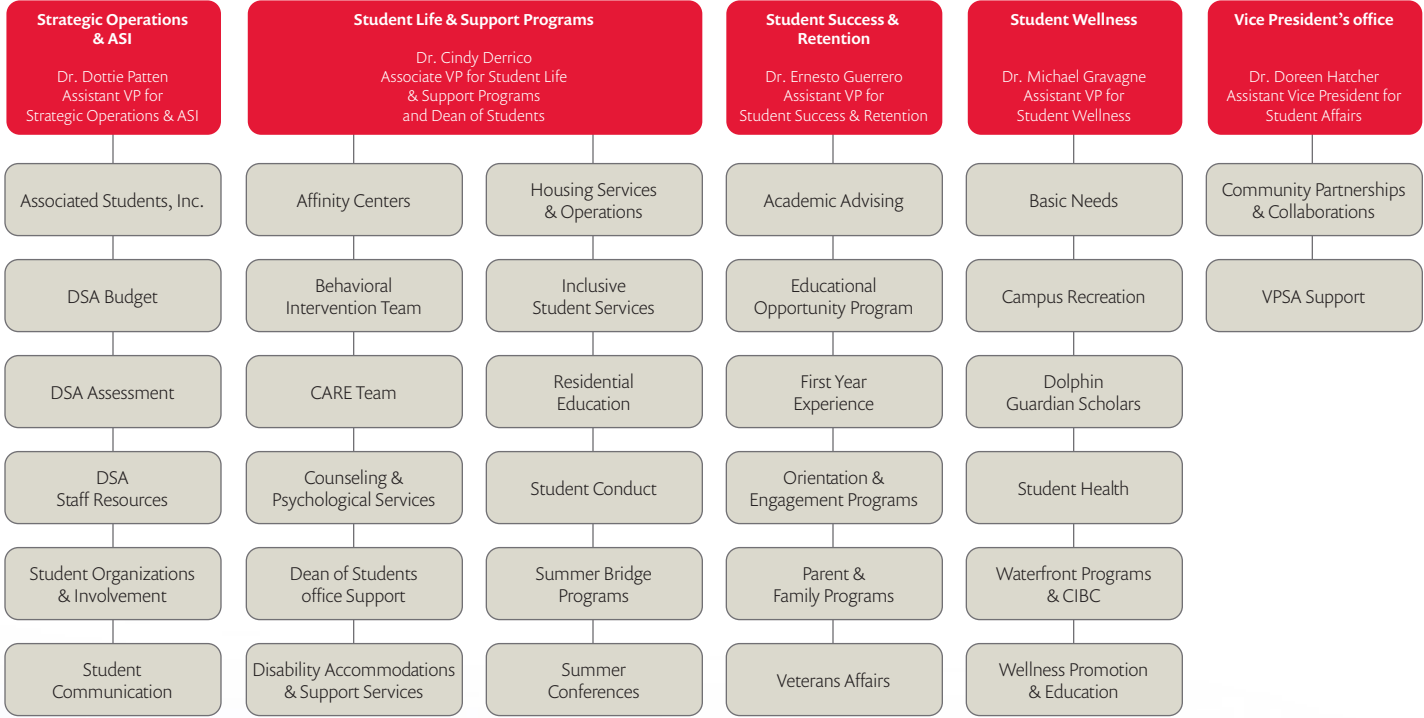 Strategic Operations
& ASI
Dr. Dottie Patten
Assistant VP for
Strategic Operations & ASI
Associated Students, Inc.
DSA Budget
DSA Assessment
DSA
Staff Resources
Student Organizations
& Involvement
Student
Communication
Student Life & Support Programs
Dr. Cindy Derrico
Associate VP for Student Life
& Support Programs
and Dean of Students
Affinity Centers
Behavioral
Intervention Team
CARE Team
Counseling &
Psychological Services
Dean of Students
office Support
Disability Accommodations
& Support Services
Housing Services
& Operations
Inclusive
Student Services
Residential
Education
Student Conduct
Summer Bridge
Programs
Summer
Conferences
Student Success &
Retention
Dr. Ernesto Guerrero
Assistant VP for
Student Success & Retention
Academic Advising
Educational
Opportunity Program
First Year
Experience
Orientation &
Engagement Programs
Parent &
Family Programs
Veterans Affairs
Student Wellness
Dr. Michael Gravagne
Assistant VP for
Student Wellness
Basic Needs
Campus Recreation
Dolphin
Guardian Scholars
Student Health
Waterfront Programs
& CIBC
Wellness Promotion
& Education
Vice President's office
Dr. Doreen Hatcher
Assistant Vice President for
Student Affairs
Community Partnerships
& Collaborations
VPSA Support